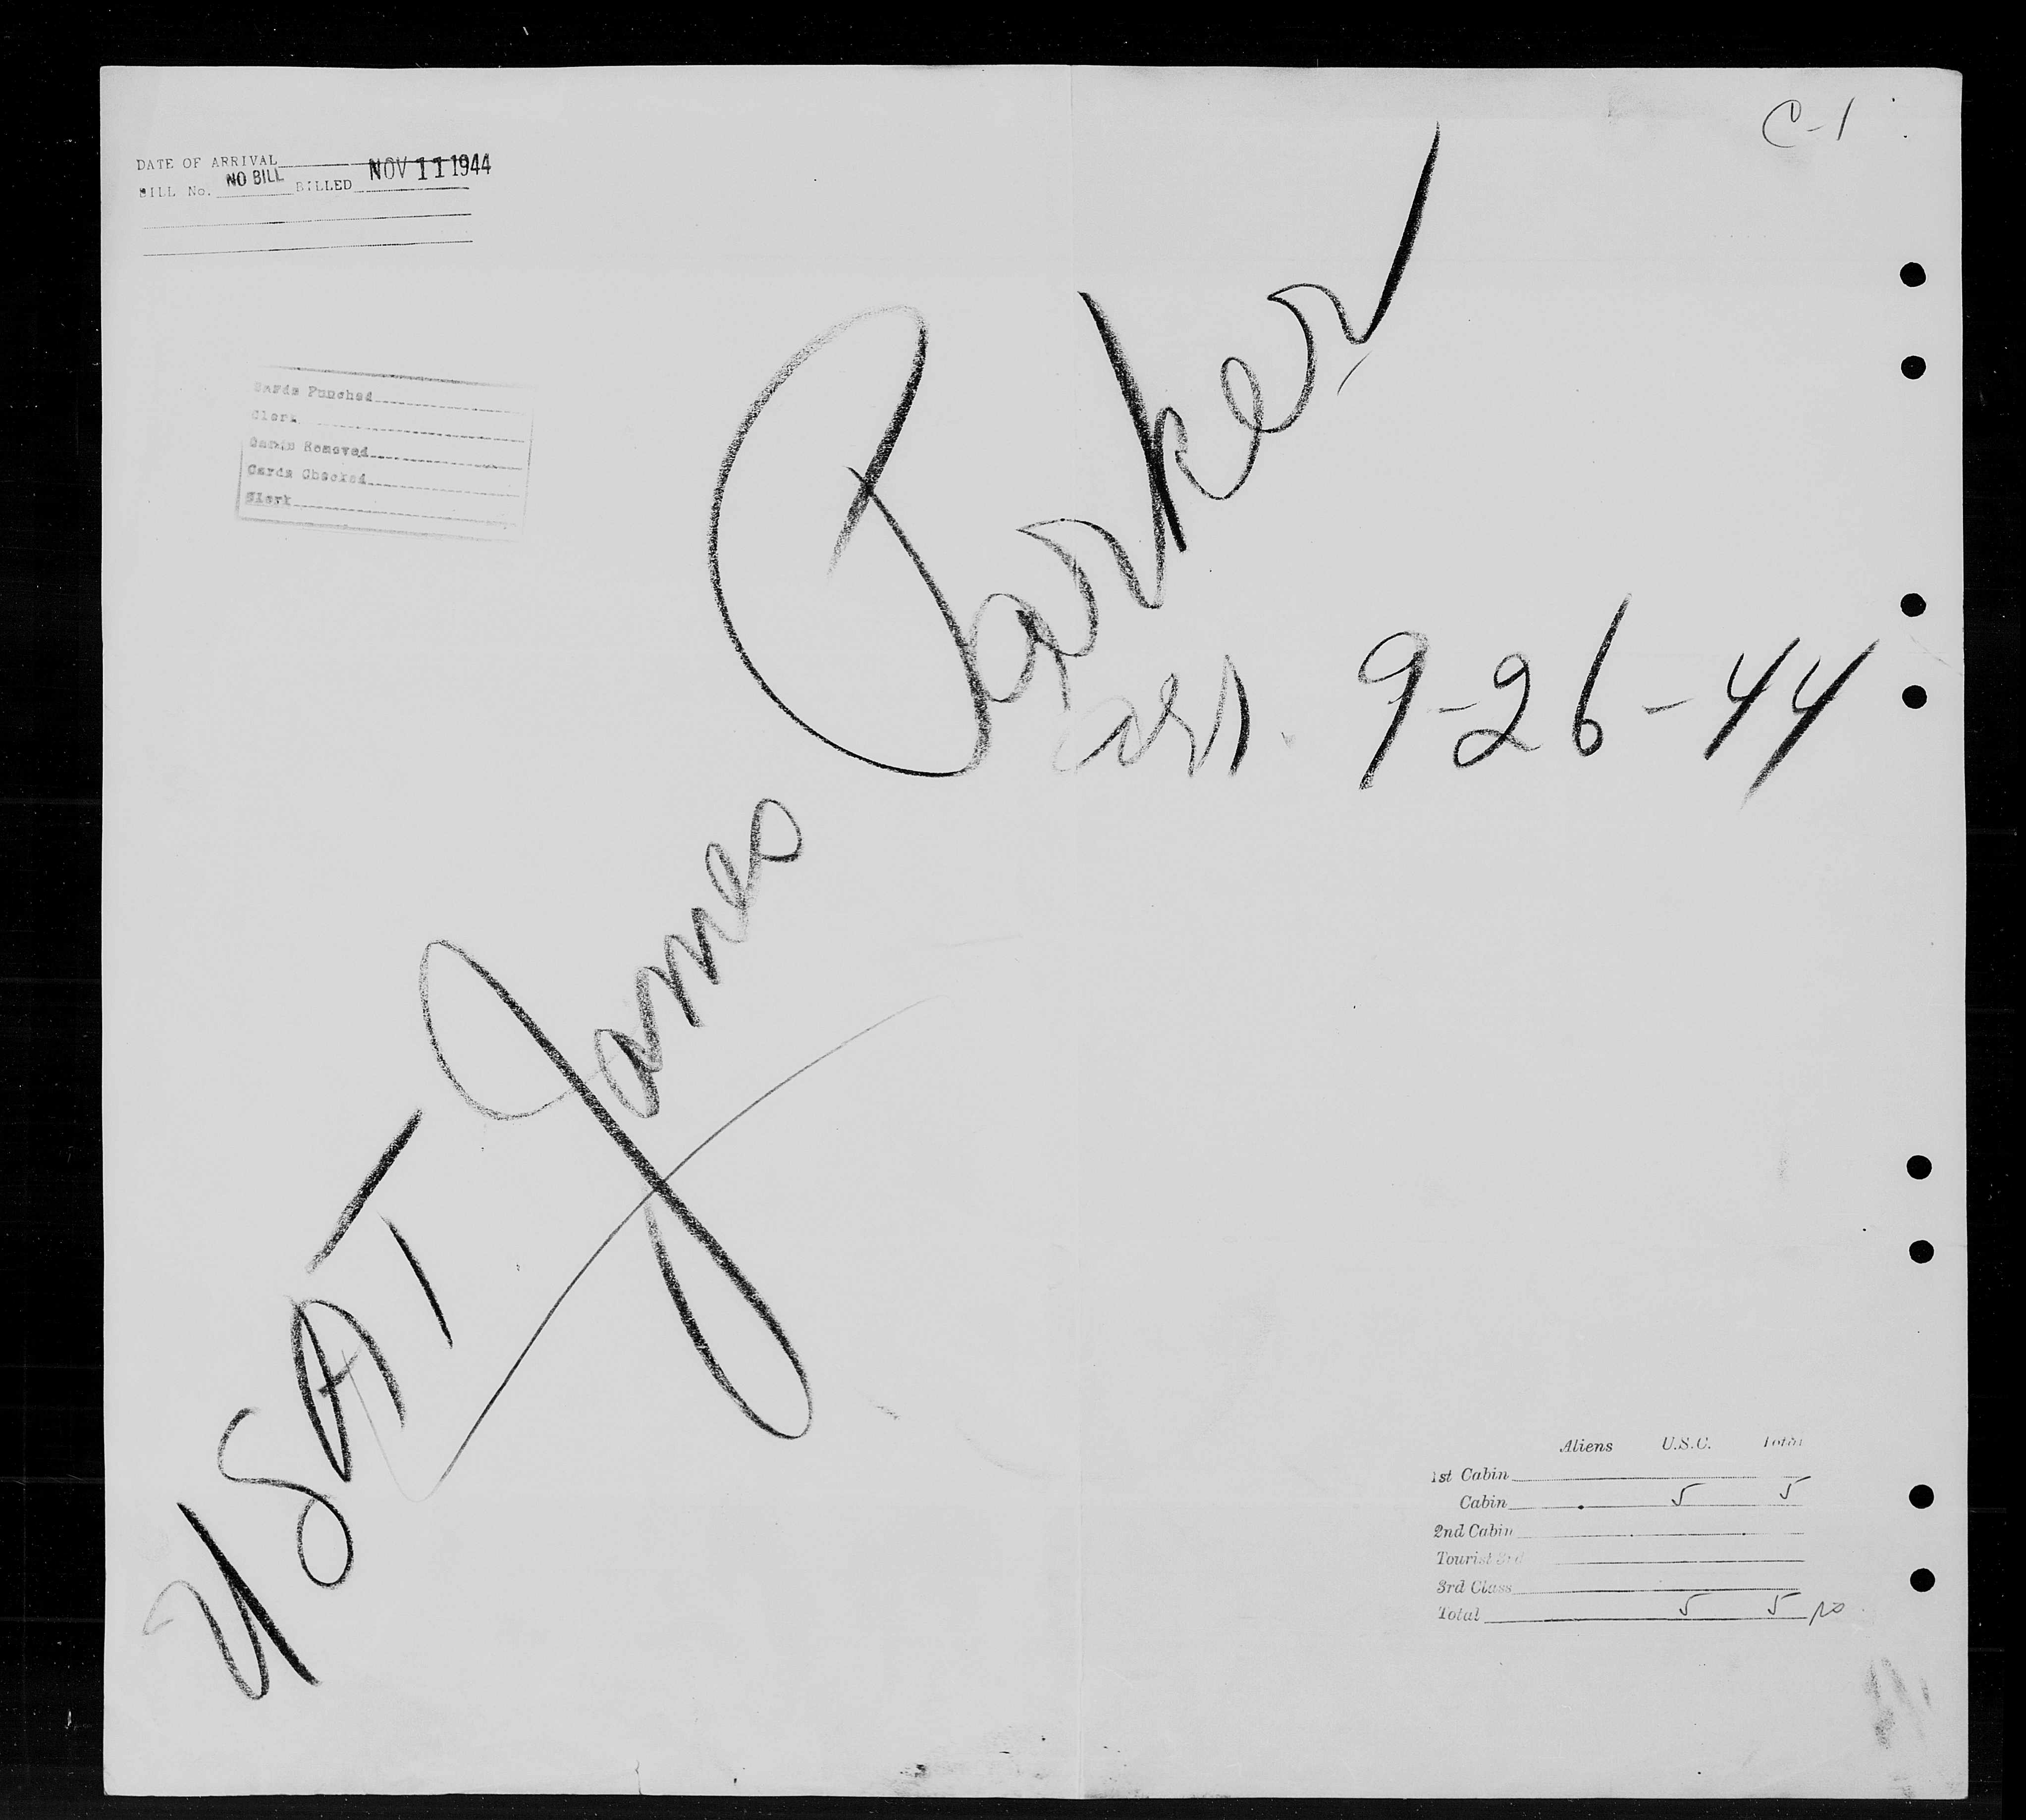 C-1
DATE OF ARRIVAL
BILL No. NO BILL BILLED NOV 11 1944
Cards Punched
Clerk
Cards Removed
Cards Checked
Clerk
USAT James Parker
arr. 9-26-44
Aliens U.S.C. Total
1st Cabin
Cabin 5 5
2nd Cabin
Tourist 3rd
3rd Class
Total 5 5